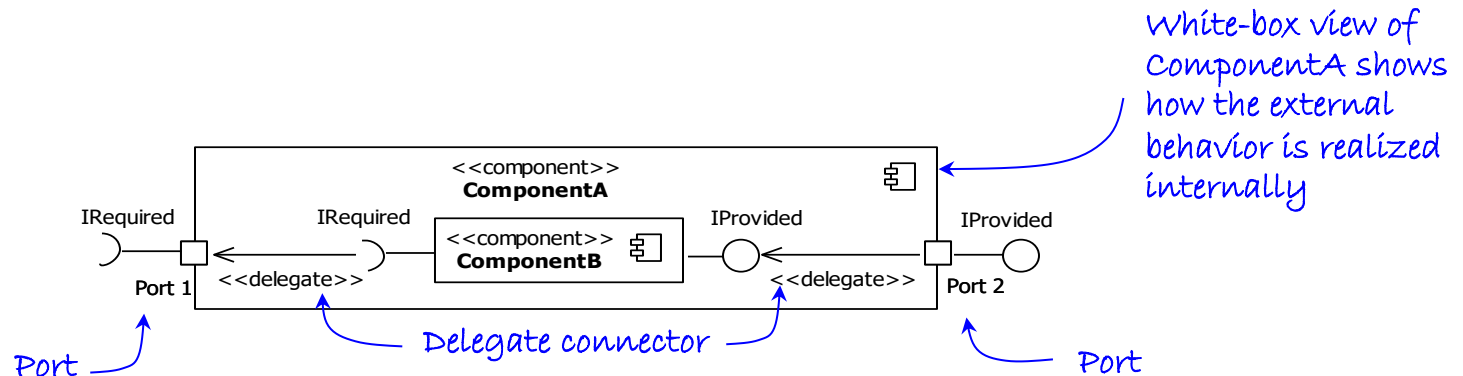 White-box view of
ComponentA shows
how the external
behavior is realized
internally
<<component>>
ComponentA
IRequired
IRequired
IProvided
IProvided
<<component>>
ComponentB
<<delegate>>
<<delegate>>
Port 1
Port 2
Delegate connector
Port
Port